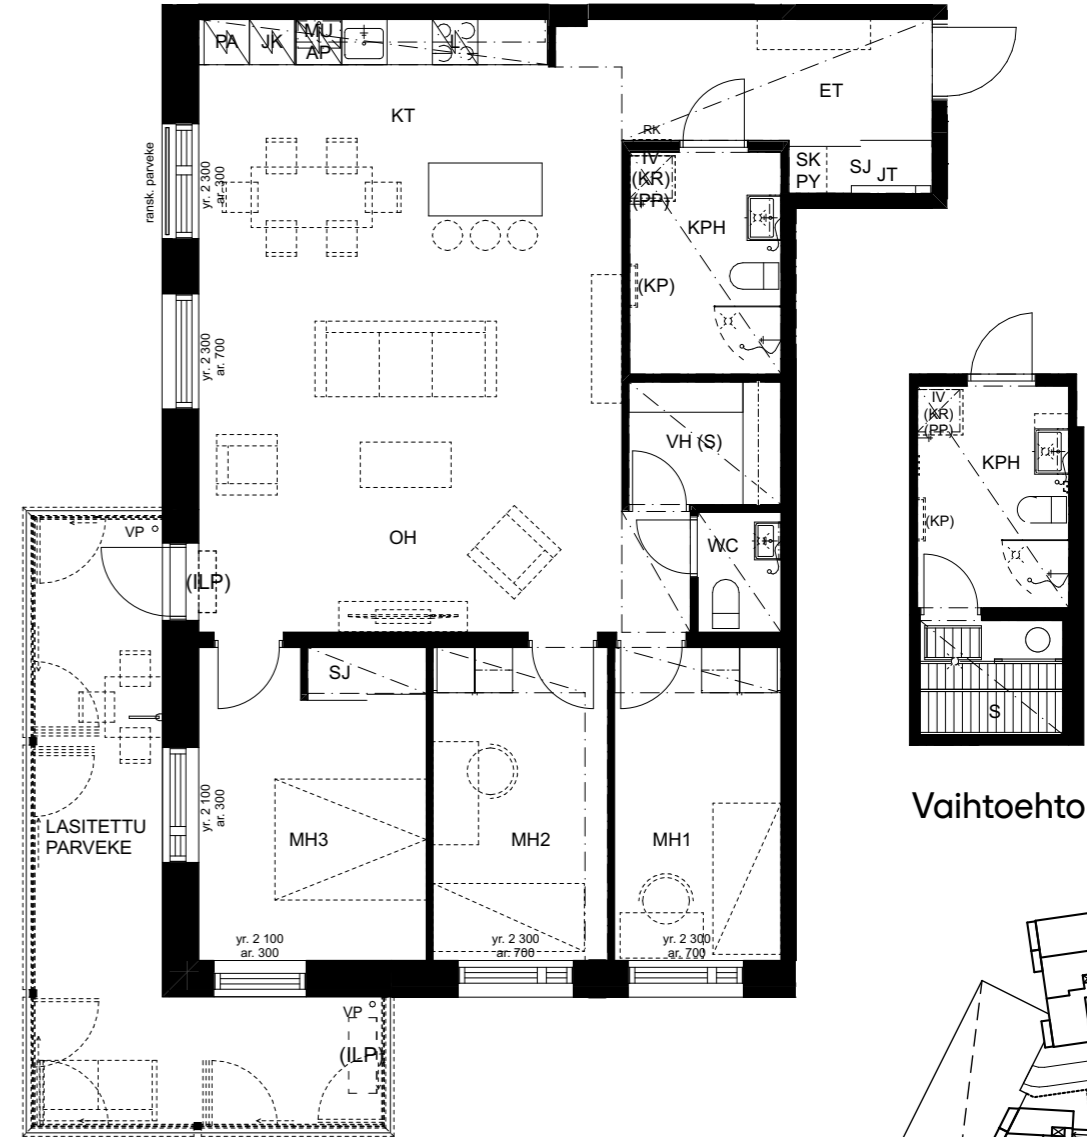 PA JK MU L
AP
KT
ET
RK
IV
(KR)
(PP)
SK SJ JT
PY
KPH
(KP)
ransk. parveke
yr. 2 300
ar. 300
yr. 2 300
ar. 700
VH (S)
OH
WC
VP
(ILP)
SJ
yr. 2 100
ar. 300
LASITETTU
PARVEKE
MH3
MH2
MH1
yr. 2 100
ar. 300
yr. 2 300
ar. 700
yr. 2 300
ar. 700
VP
(ILP)
IV
(KR)
(PP)
KPH
(KP)
S
Vaihtoehto